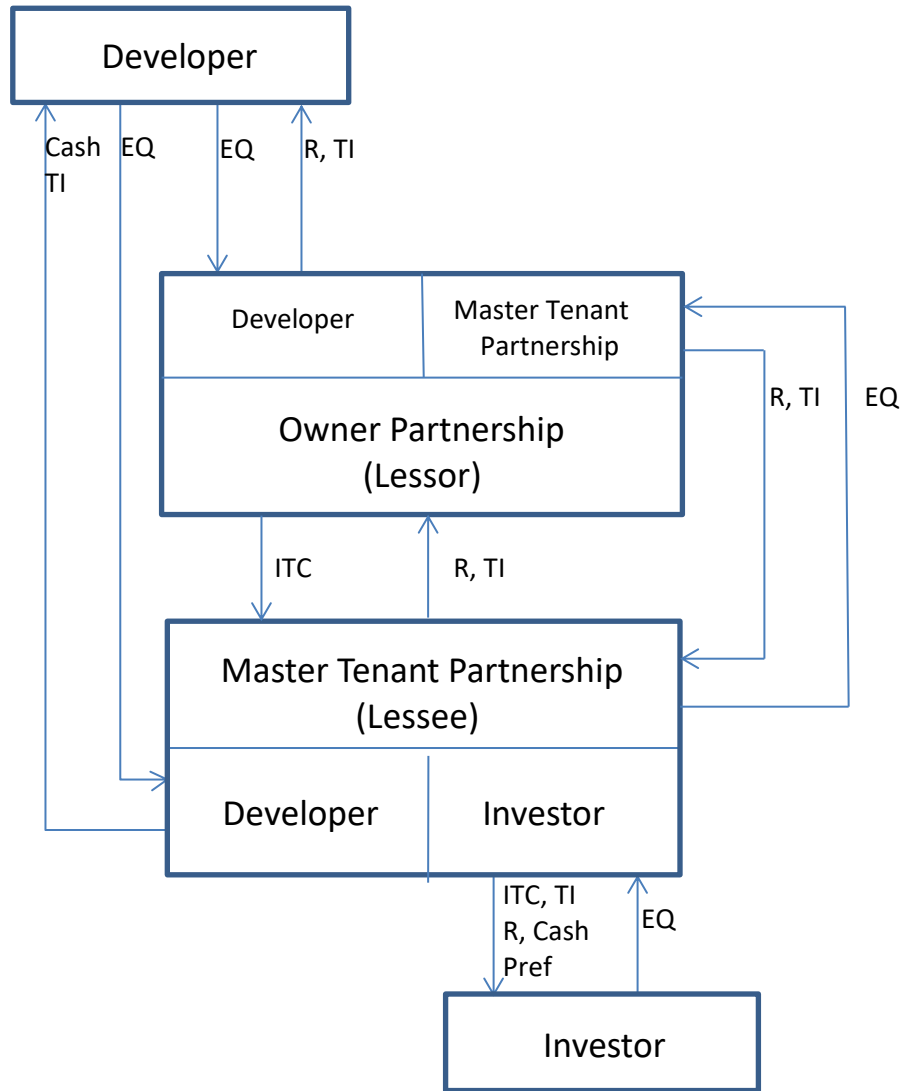 Developer
Cash
TI
EQ
EQ
R, TI
Developer
Master Tenant
Partnership
R, TI
EQ
Owner Partnership
(Lessor)
ITC
R, TI
Master Tenant Partnership
(Lessee)
Developer
Investor
ITC, TI
R, Cash
Pref
EQ
Investor